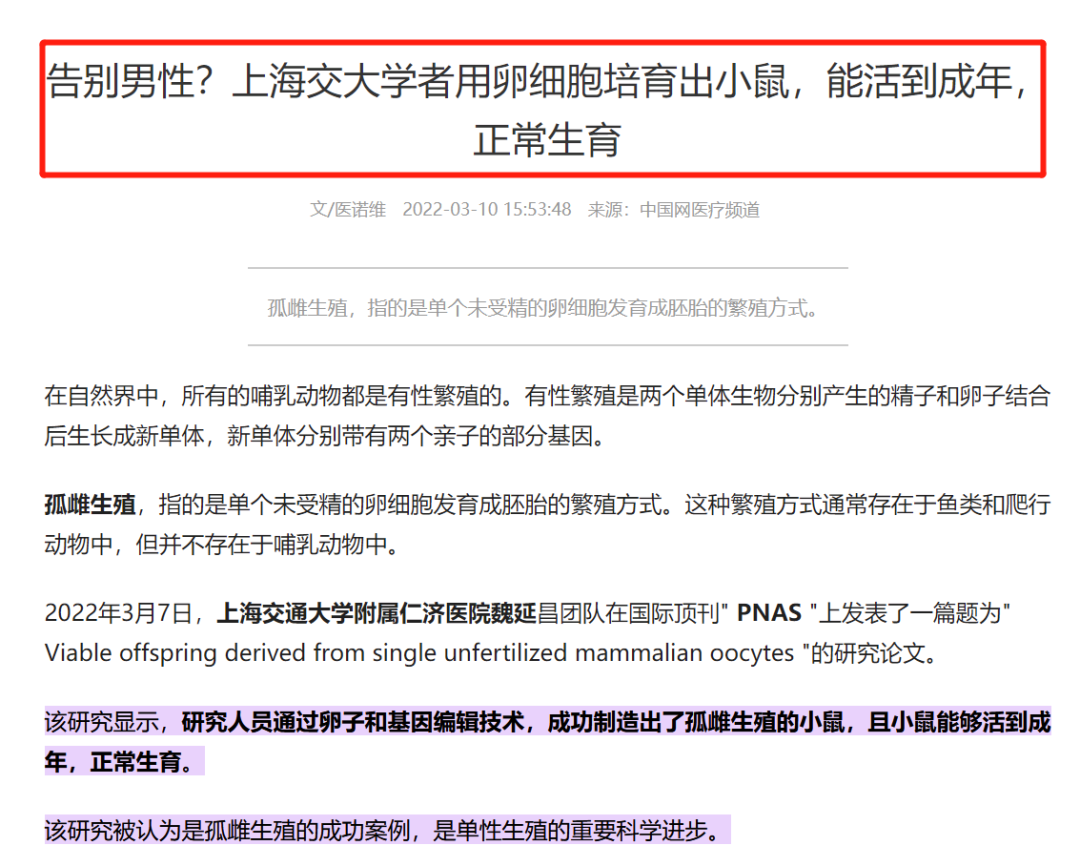 告别男性？上海交大学者用卵细胞培育出小鼠，能活到成年，
正常生育
文/医诺维 2022-03-10 15:53:48 来源：中国网医疗频道
孤雌生殖，指的是单个未受精的卵细胞发育成胚胎的繁殖方式。
在自然界中，所有的哺乳动物都是有性繁殖的。有性繁殖是两个单体生物分别产生的精子和卵子结合
后生长成新单体，新单体分别带有两个亲子的部分基因。
孤雌生殖，指的是单个未受精的卵细胞发育成胚胎的繁殖方式。这种繁殖方式通常存在于鱼类和爬行
动物中，但并不存在于哺乳动物中。
2022年3月7日，上海交通大学附属仁济医院魏延昌团队在国际顶刊" PNAS "上发表了一篇题为"
Viable offspring derived from single unfertilized mammalian oocytes "的研究论文。
该研究显示，研究人员通过卵子和基因编辑技术，成功制造出了孤雌生殖的小鼠，且小鼠能够活到成
年，正常生育。
该研究被认为是孤雌生殖的成功案例，是单性生殖的重要科学进步。